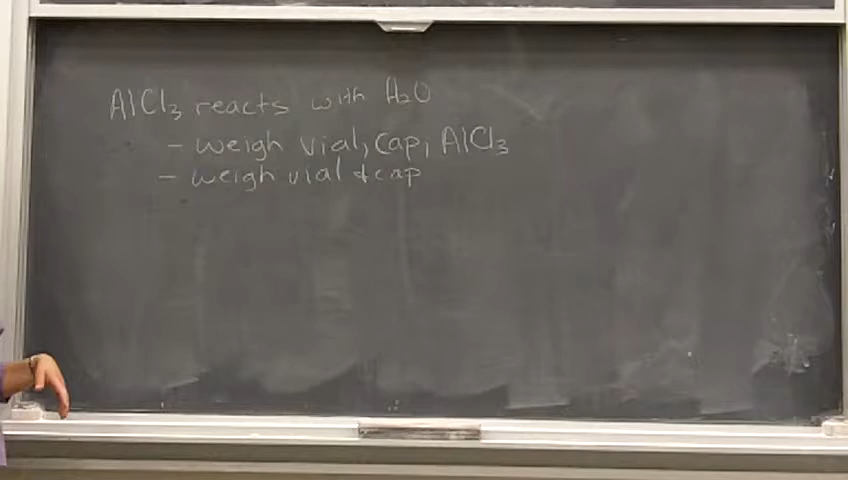 AlCl₃ reacts with H₂O
- weigh vial, cap, AlCl₃
- weigh vial & cap